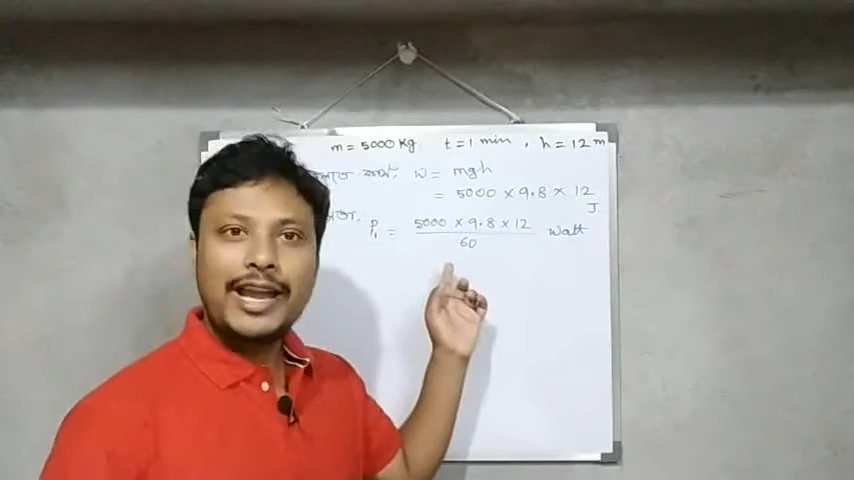 m = 5000 Kg t = 1 min , h = 12 m
কার্য, W = mgh
= 5000 × 9.8 × 12 J
P₁ = 5000 × 9.8 × 12 / 60 watt